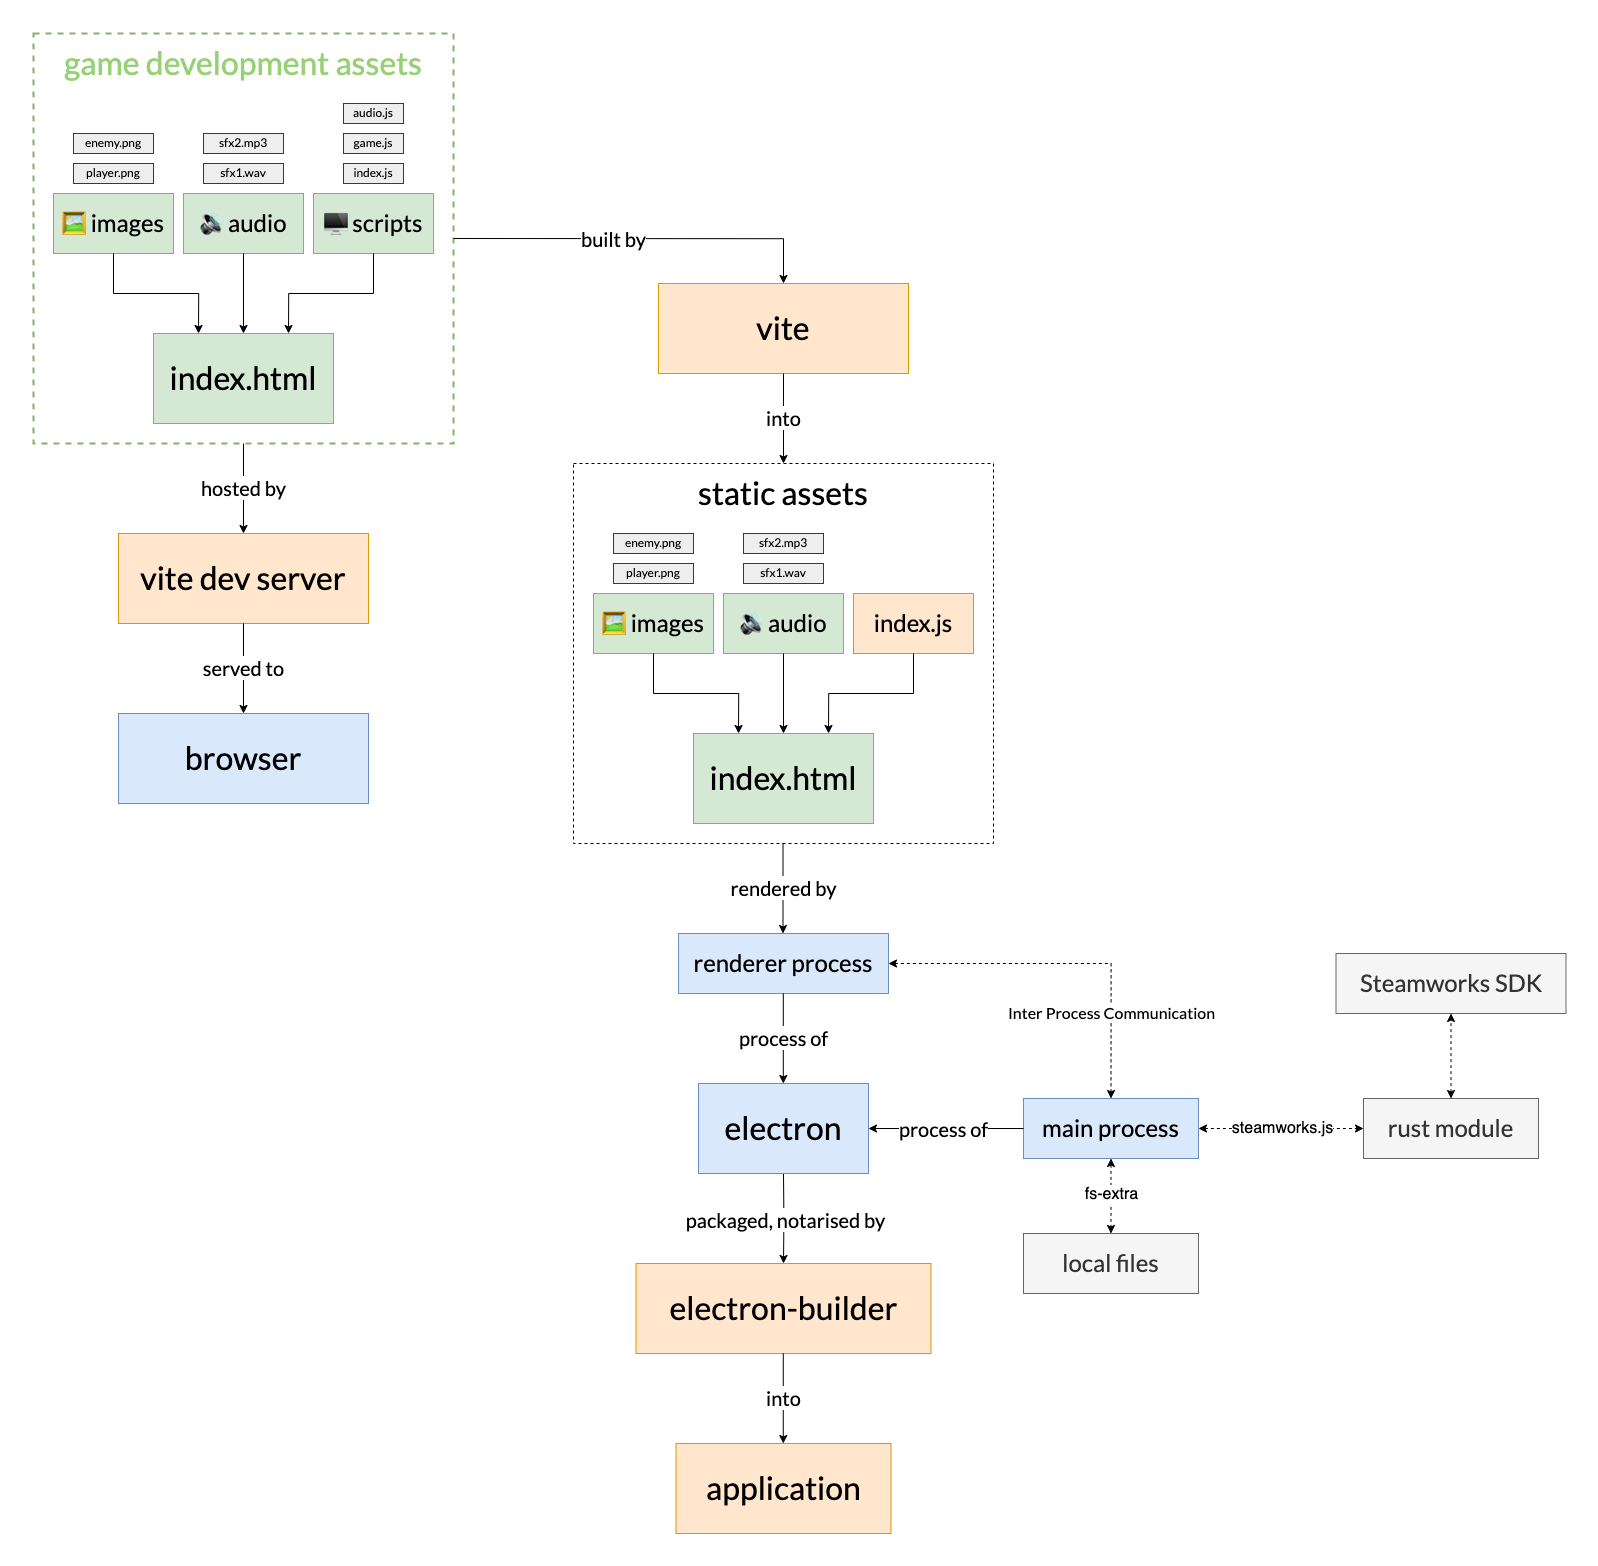 game development assets
audio.js
enemy.png
sfx2.mp3
game.js
player.png
sfx1.wav
index.js
images
audio
scripts
index.html
built by
vite
into
hosted by
vite dev server
served to
browser
static assets
enemy.png
sfx2.mp3
player.png
sfx1.wav
images
audio
index.js
index.html
rendered by
renderer process
Inter Process Communication
Steamworks SDK
process of
electron
process of
main process
steamworks.js
rust module
fs-extra
local files
packaged, notarised by
electron-builder
into
application